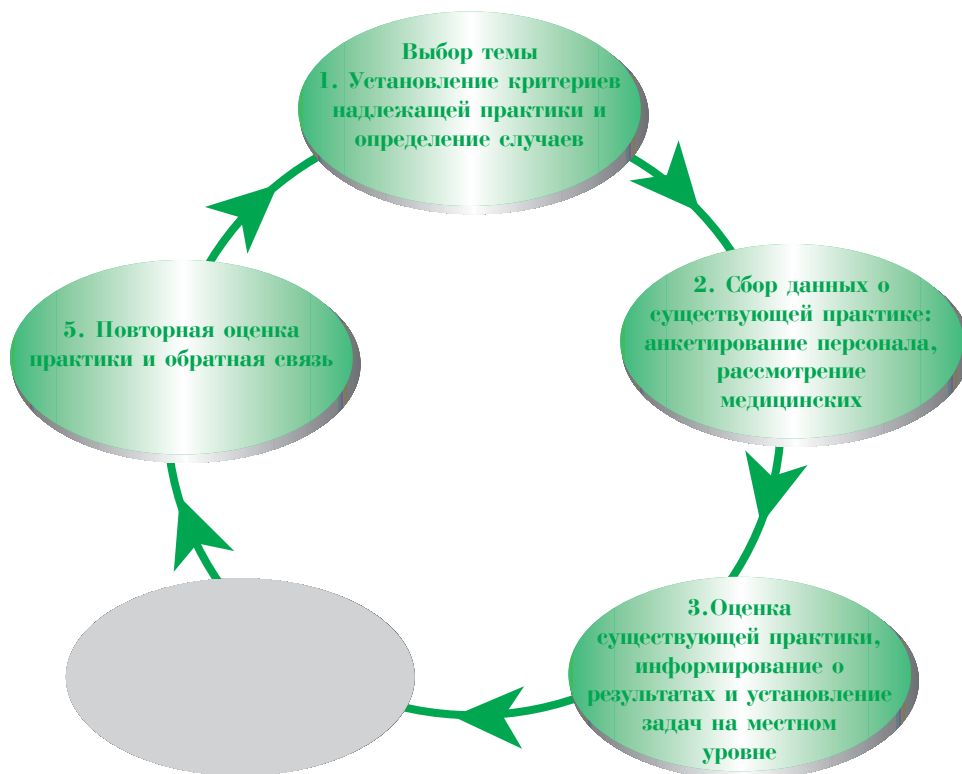 Выбор темы
1. Установление критериев
надлежащей практики и
определение случаев
2. Сбор данных о
существующей практике:
анкетирование персонала,
рассмотрение
медицинских
3.Оценка
существующей практики,
информирование о
результатах и установление
задач на местном
уровне
5. Повторная оценка
практики и обратная связь